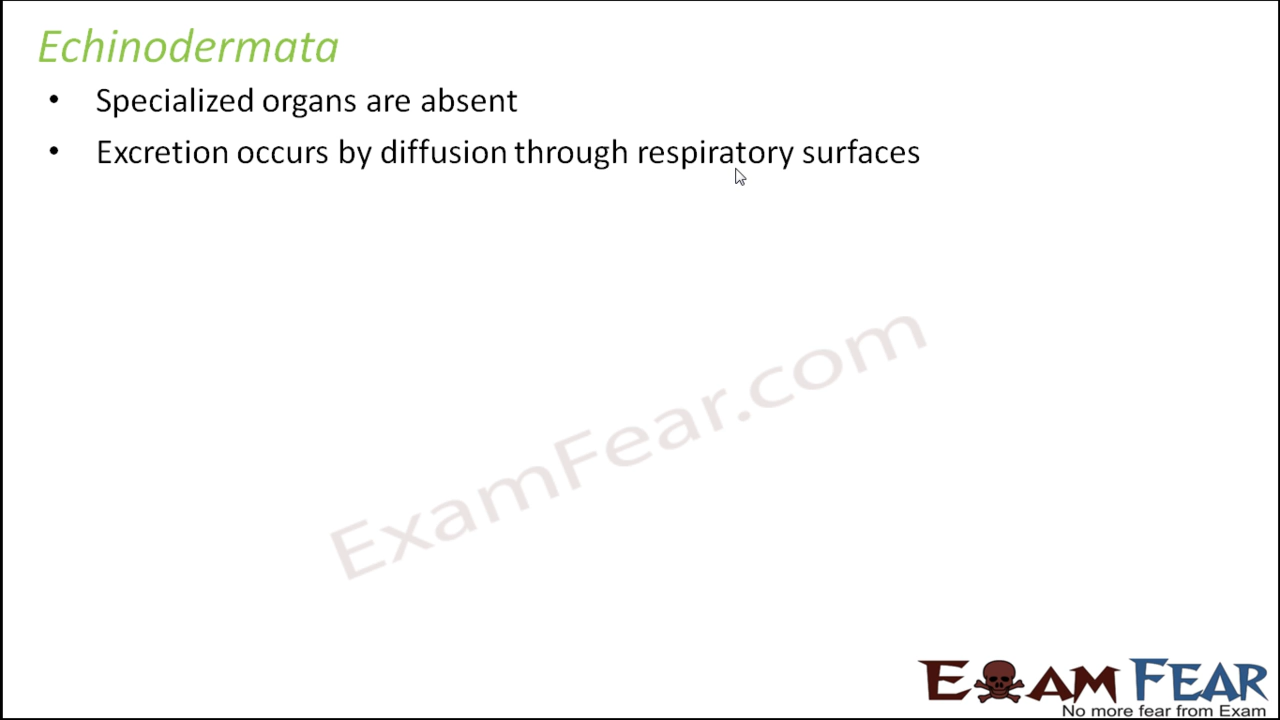 Echinodermata
• Specialized organs are absent
• Excretion occurs by diffusion through respiratory surfaces
ExamFear.com
EXAM FEAR
No more fear from Exam